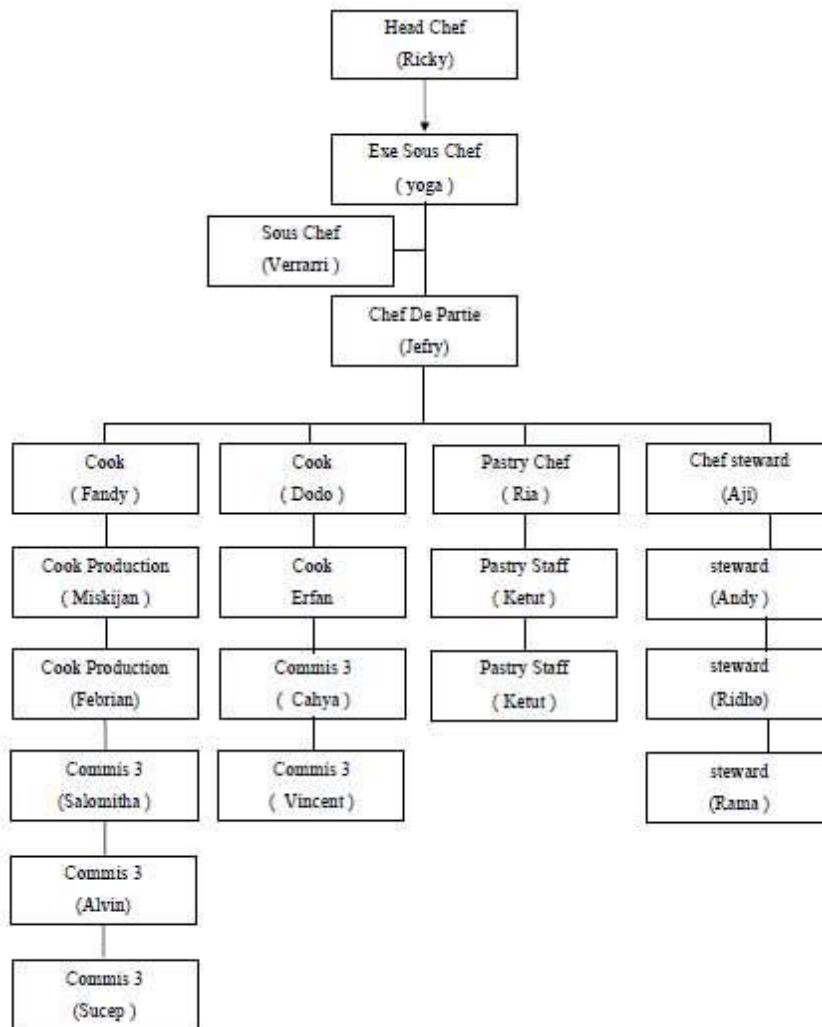 Head Chef
(Ricky)
Exe Sous Chef
( yoga )
Sous Chef
(Verrarri )
Chef De Partie
(Jefry)
Cook
( Fandy )
Cook
( Dodo )
Pastry Chef
( Ria )
Chef steward
(Aji)
Cook Production
( Miskijan )
Cook
Erfan
Pastry Staff
( Ketut )
steward
(Andy )
Cook Production
(Febrian)
Commis 3
( Cahya )
Pastry Staff
( Ketut )
steward
(Ridho)
Commis 3
(Salomitha )
Commis 3
( Vincent )
steward
(Rama )
Commis 3
(Alvin)
Commis 3
(Sucep )